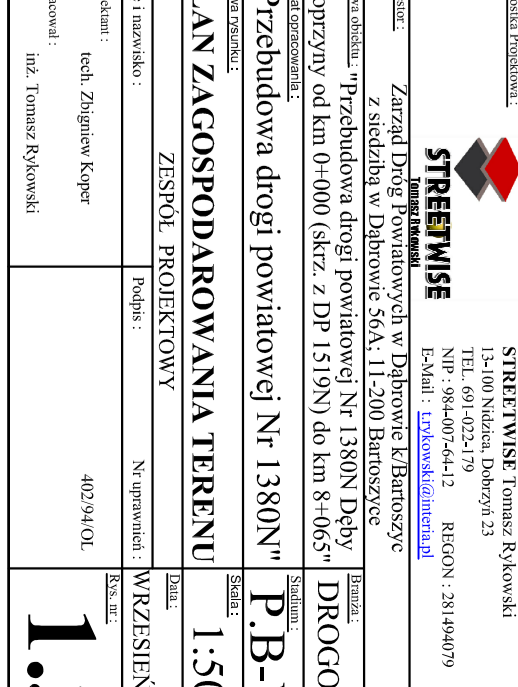 STREETWISE Tomasz Rykowski
13-100 Nidzica, Dobrzyń 23
TEL. 691-022-179
NIP : 984-007-64-12 REGON : 281494079
E-Mail : t.rykowski@interia.pl
STREETWISE
Tomasz Rykowski
Zarząd Dróg Powiatowych w Dąbrowie k/Bartoszyc
z siedzibą w Dąbrowie 56A; 11-200 Bartoszyce
"Przebudowa drogi powiatowej Nr 1380N Dęby
od km 0+000 (skrz. z DP 1519N) do km 8+065"
Branża :
opracowania :
Przebudowa drogi powiatowej Nr 1380N"
Stadium :
P.B-
rysunku :
ZAGOSPODAROWANIA TERENU
Skala :
ZESPÓŁ PROJEKTOWY
Data :
WRZESIEŃ
i nazwisko :
Podpis :
Nr uprawnień :
Rys. nr :
tech. Zbigniew Koper
402/94/OL
inż. Tomasz Rykowski